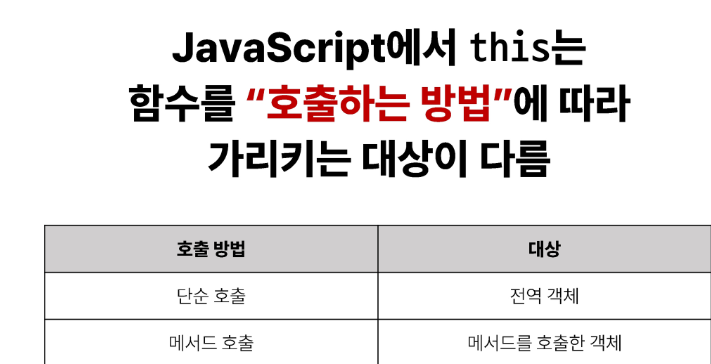 JavaScript에서 this는
함수를 “호출하는 방법”에 따라
가리키는 대상이 다름
호출 방법 대상
단순 호출 전역 객체
메서드 호출 메서드를 호출한 객체